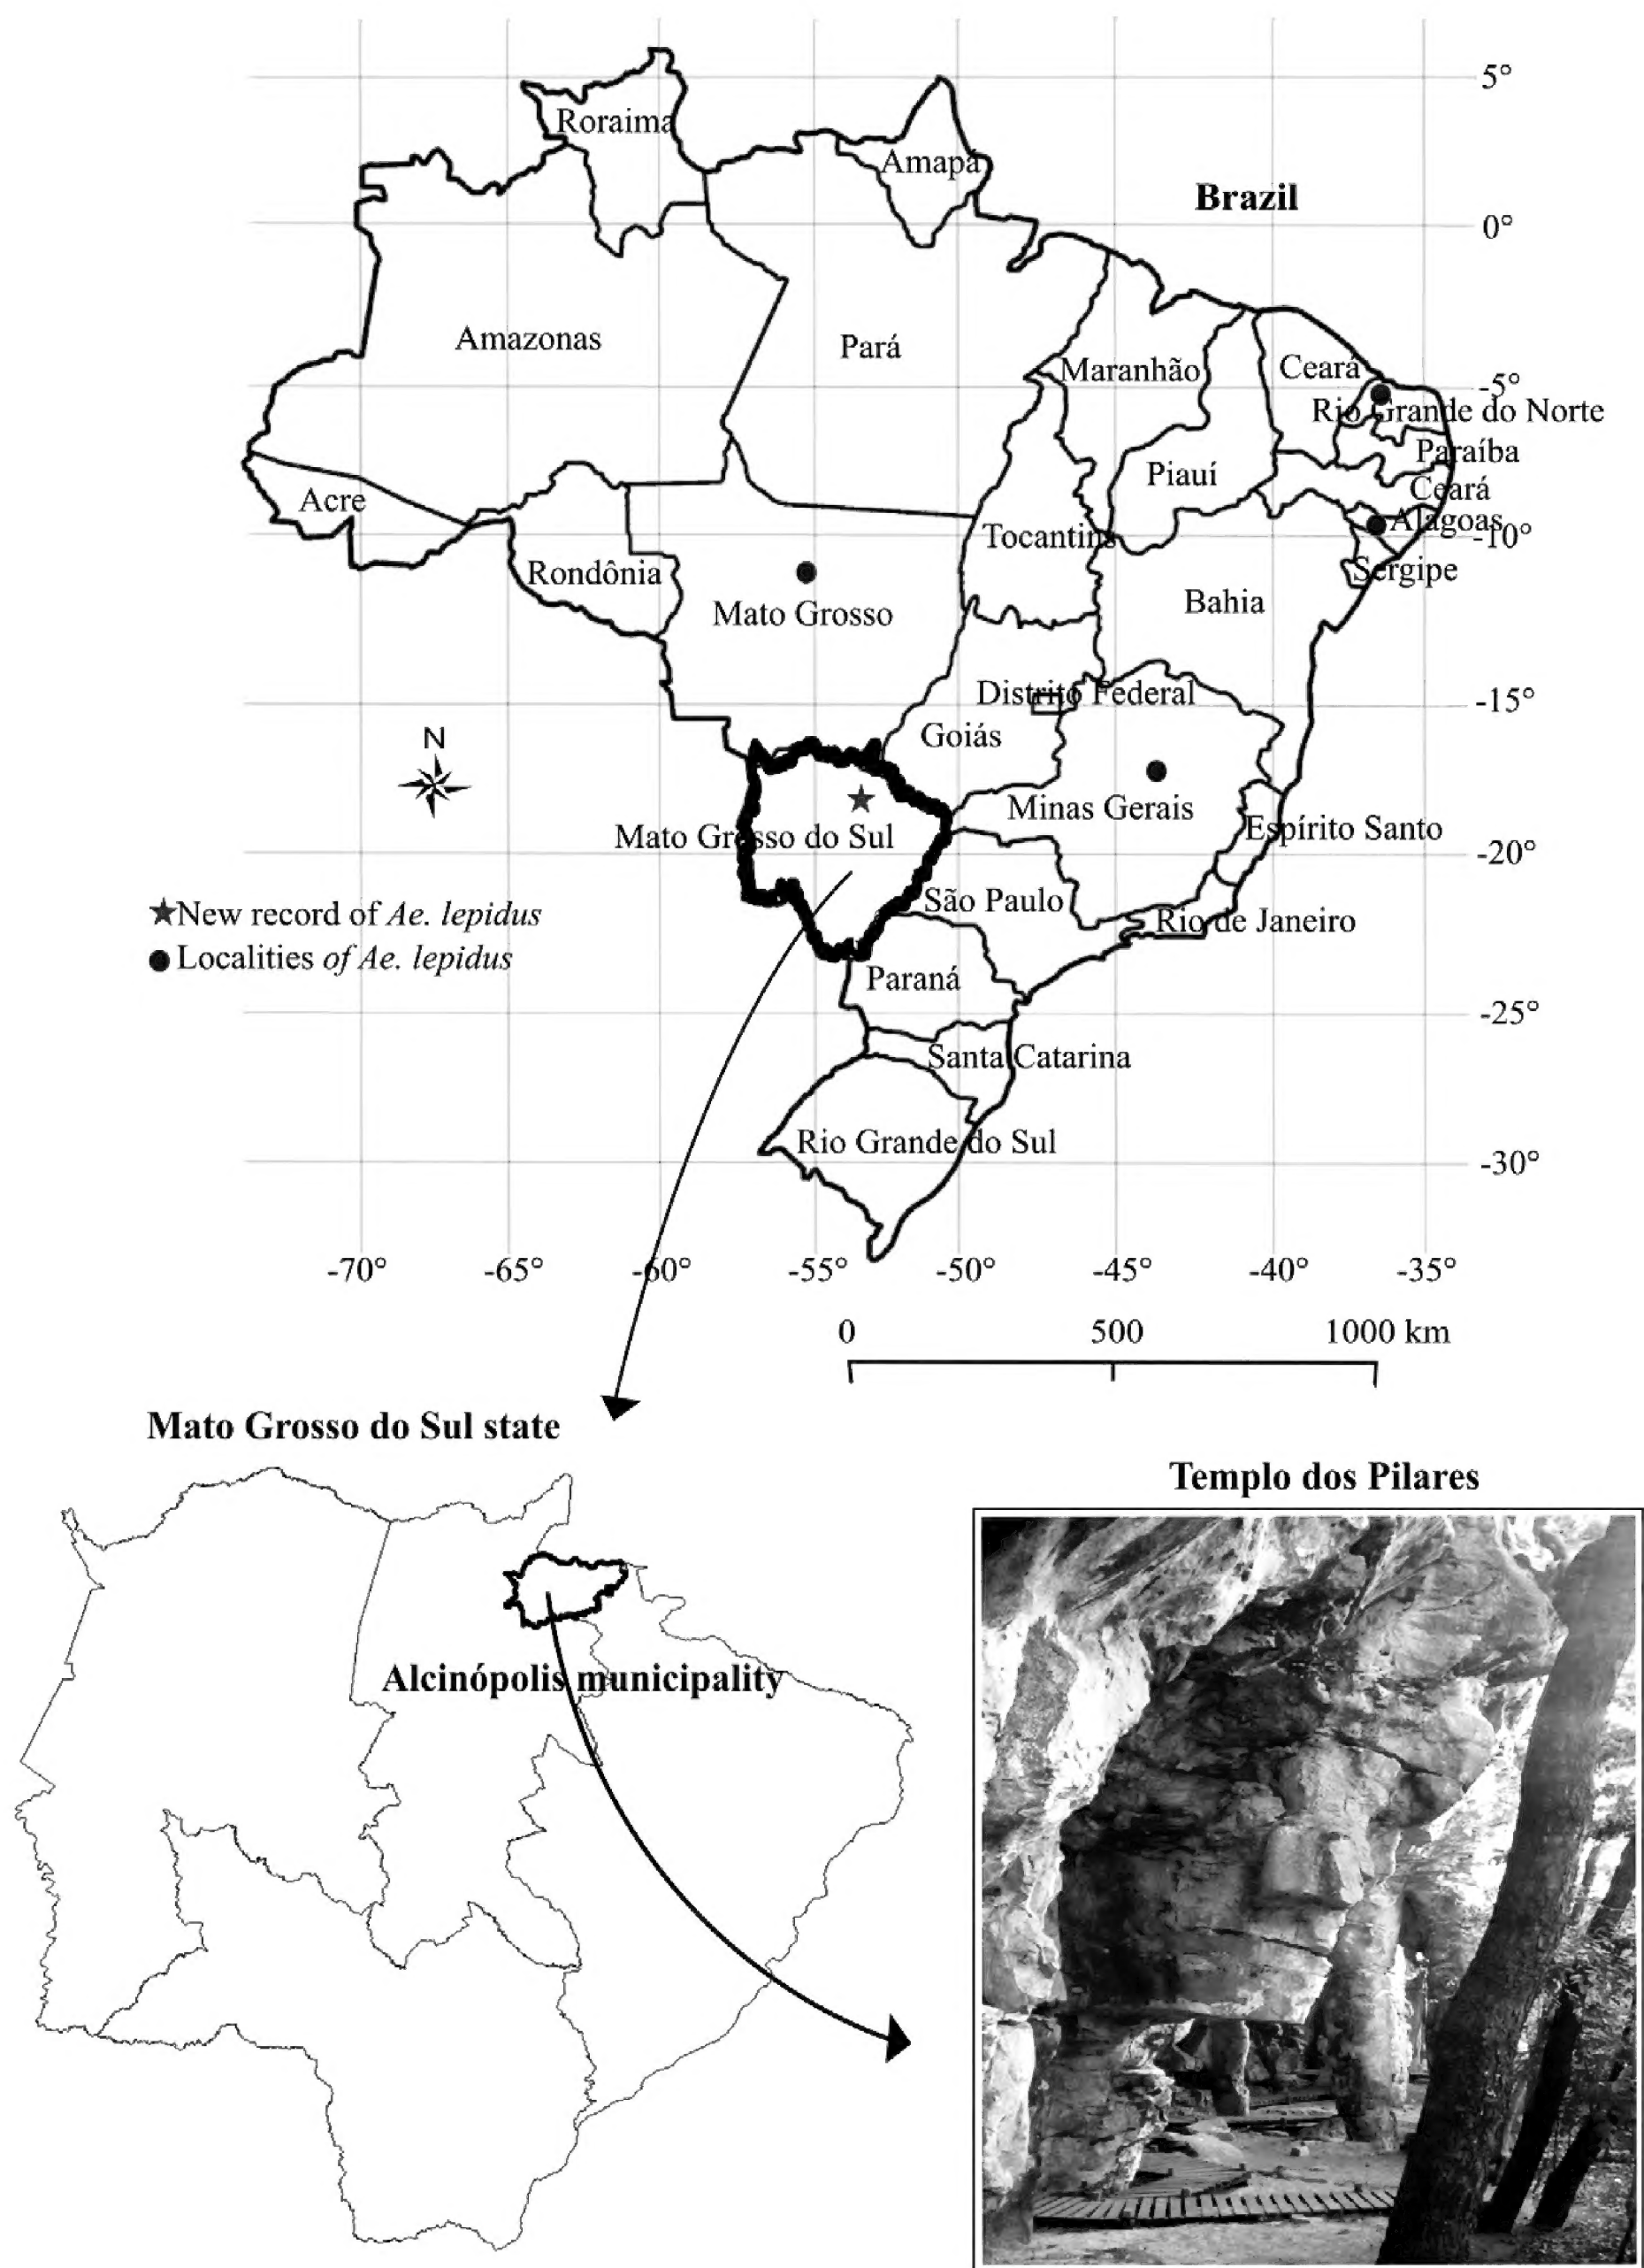 5°
Roraima
Amapá
Brazil
0°
Amazonas
Pará
Maranhão
Ceará
-5°
Rio Grande do Norte
Paraíba
Piauí
Ceará
Acre
Alagoas
Tocantins
-10°
Rondônia
Sergipe
Mato Grosso
Bahia
Distrito Federal
-15°
Goiás
N
Minas Gerais
Espírito Santo
Mato Grosso do Sul
-20°
São Paulo
New record of Ae. lepidus
Rio de Janeiro
Localities of Ae. lepidus
Paraná
-25°
Santa Catarina
Rio Grande do Sul
-30°
-70° -65° -60° -55° -50° -45° -40° -35°
0 500 1000 km
Mato Grosso do Sul state
Templo dos Pilares
Alcinópolis municipality